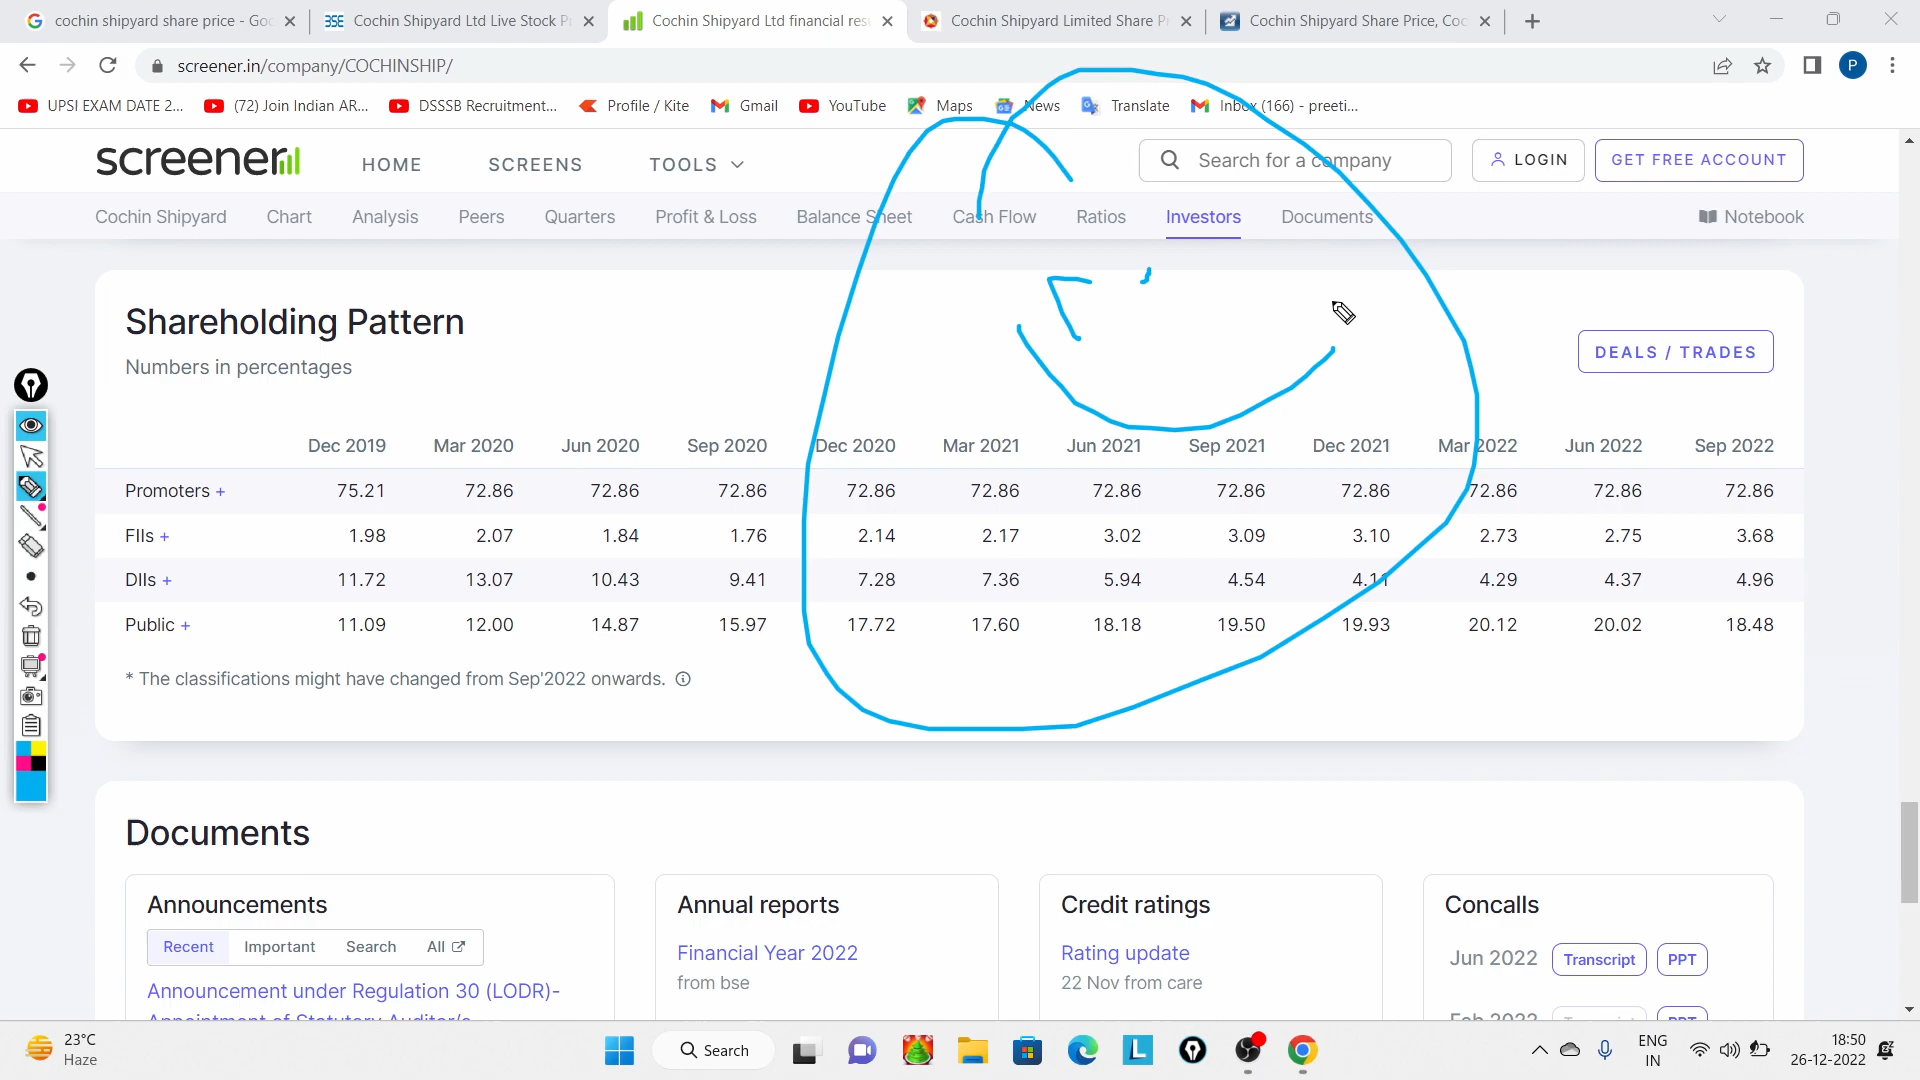 cochin shipyard share price - Goo
Cochin Shipyard Ltd Live Stock Pr
Cochin Shipyard Ltd financial resu
Cochin Shipyard Limited Share Pr
Cochin Shipyard Share Price, Coc
screener.in/company/COCHINSHIP/
P
UPSI EXAM DATE 2...
(72) Join Indian AR...
DSSSB Recruitment...
Profile / Kite
Gmail
YouTube
Maps
News
Translate
Inbox (166) - preeti...
screener
HOME
SCREENS
TOOLS
Search for a company
LOGIN
GET FREE ACCOUNT
Cochin Shipyard Chart Analysis Peers Quarters Profit & Loss Balance Sheet Cash Flow Ratios Investors Documents Notebook
Shareholding Pattern
Numbers in percentages
DEALS / TRADES
Dec 2019 Mar 2020 Jun 2020 Sep 2020 Dec 2020 Mar 2021 Jun 2021 Sep 2021 Dec 2021 Mar 2022 Jun 2022 Sep 2022
Promoters + 75.21 72.86 72.86 72.86 72.86 72.86 72.86 72.86 72.86 72.86 72.86 72.86
FIIs + 1.98 2.07 1.84 1.76 2.14 2.17 3.02 3.09 3.10 2.73 2.75 3.68
DIIs + 11.72 13.07 10.43 9.41 7.28 7.36 5.94 4.54 4.11 4.29 4.37 4.96
Public + 11.09 12.00 14.87 15.97 17.72 17.60 18.18 19.50 19.93 20.12 20.02 18.48
* The classifications might have changed from Sep'2022 onwards.
Documents
Announcements
Recent Important Search All
Announcement under Regulation 30 (LODR)-
Appointment of Statutory Auditor/s
Annual reports
Financial Year 2022
from bse
Credit ratings
Rating update
22 Nov from care
Concalls
Jun 2022 Transcript PPT
Feb 2022 Transcript PPT
23°C
Haze
Search
ENG
IN
18:50
26-12-2022